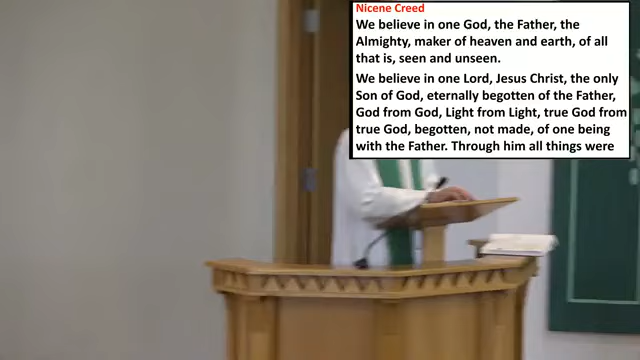 Nicene Creed
We believe in one God, the Father, the
Almighty, maker of heaven and earth, of all
that is, seen and unseen.
We believe in one Lord, Jesus Christ, the only
Son of God, eternally begotten of the Father,
God from God, Light from Light, true God from
true God, begotten, not made, of one being
with the Father. Through him all things were